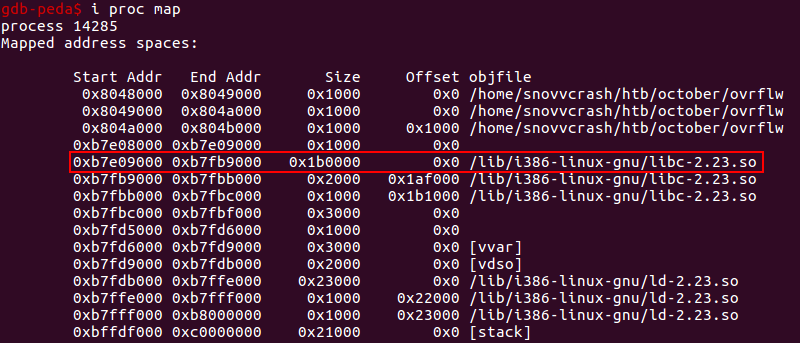 gdb-peda$ i proc map
process 14285
Mapped address spaces:
Start Addr End Addr Size Offset objfile
0x8048000 0x8049000 0x1000 0x0 /home/snovvcrash/htb/october/ovrflw
0x8049000 0x804a000 0x1000 0x0 /home/snovvcrash/htb/october/ovrflw
0x804a000 0x804b000 0x1000 0x1000 /home/snovvcrash/htb/october/ovrflw
0xb7e08000 0xb7e09000 0x1000 0x0
0xb7e09000 0xb7fb9000 0x1b0000 0x0 /lib/i386-linux-gnu/libc-2.23.so
0xb7fb9000 0xb7fbb000 0x2000 0x1af000 /lib/i386-linux-gnu/libc-2.23.so
0xb7fbb000 0xb7fbc000 0x1000 0x1b1000 /lib/i386-linux-gnu/libc-2.23.so
0xb7fbc000 0xb7fbf000 0x3000 0x0
0xb7fd5000 0xb7fd6000 0x1000 0x0
0xb7fd6000 0xb7fd9000 0x3000 0x0 [vvar]
0xb7fd9000 0xb7fdb000 0x2000 0x0 [vdso]
0xb7fdb000 0xb7ffe000 0x23000 0x0 /lib/i386-linux-gnu/ld-2.23.so
0xb7ffe000 0xb7fff000 0x1000 0x22000 /lib/i386-linux-gnu/ld-2.23.so
0xb7fff000 0xb8000000 0x1000 0x23000 /lib/i386-linux-gnu/ld-2.23.so
0xbffdf000 0xc0000000 0x21000 0x0 [stack]